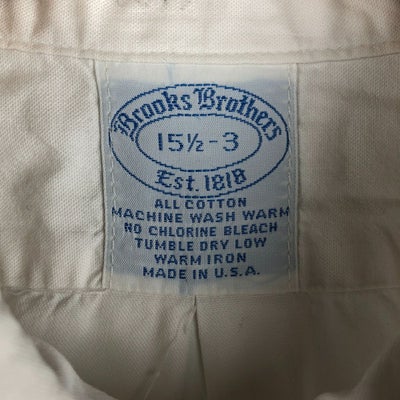 Brooks Brothers
15½-3
Est. 1818
ALL COTTON
MACHINE WASH WARM
NO CHLORINE BLEACH
TUMBLE DRY LOW
WARM IRON
MADE IN U.S.A.